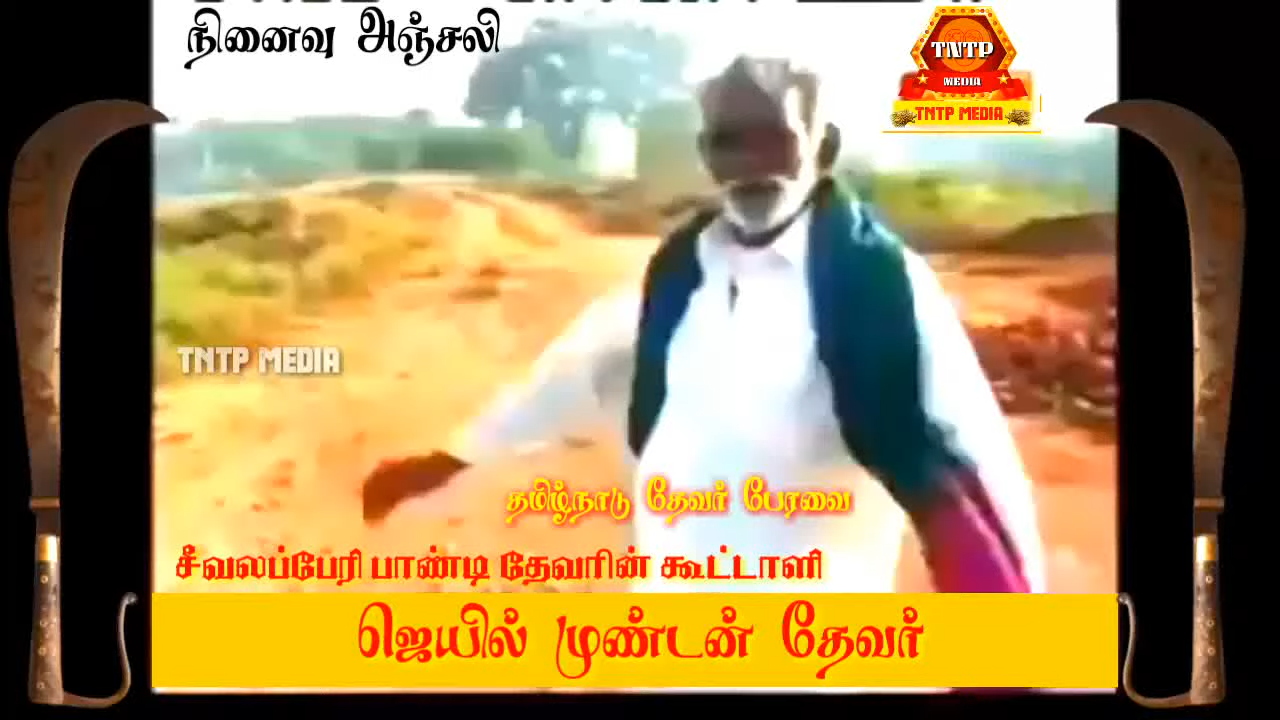 நினைவு அஞ்சலி
TNTP
MEDIA
TNTP MEDIA
TNTP MEDIA
தமிழ்நாடு தேவர் பேரவை
சீவலப்பேரி பாண்டி தேவரின் கூட்டாளி
ஜெயில் முண்டன் தேவர்